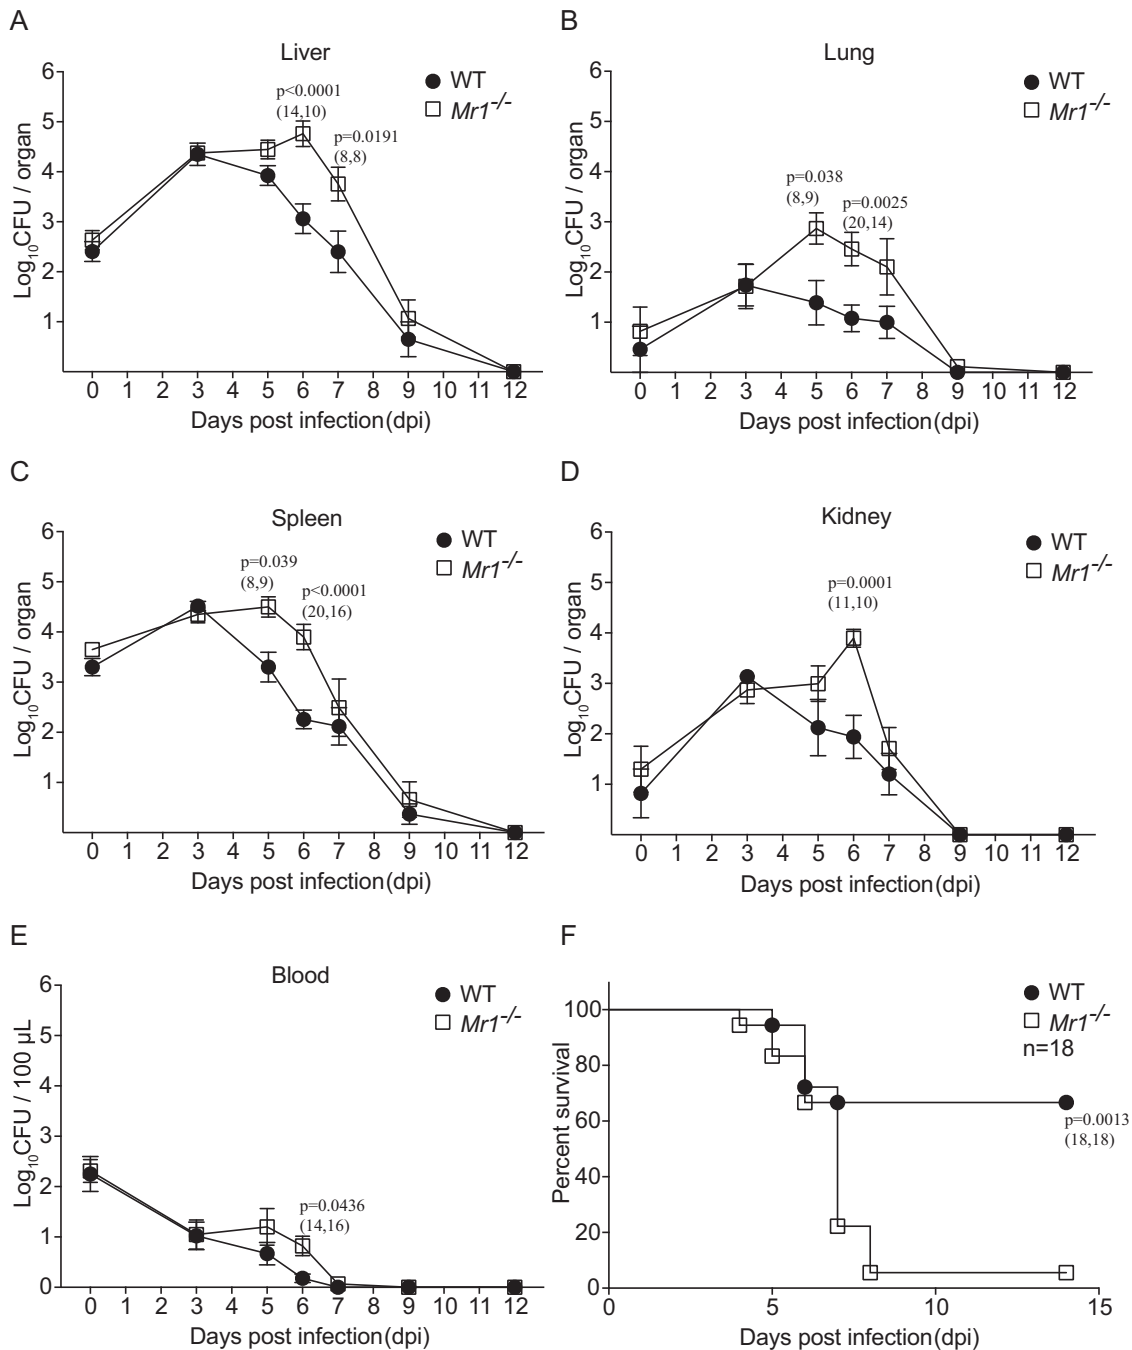 A
Liver
WT
Mr1-/-
p<0.0001
(14,10)
p=0.0191
(8,8)
Log10CFU / organ
6
5
4
3
2
1
0 1 2 3 4 5 6 7 9 10 11 12
Days post infection(dpi)
B
Lung
WT
Mr1-/-
p=0.038
(8,9)
p=0.0025
(20,14)
Log10CFU / organ
6
5
4
3
2
1
0 1 2 3 4 5 6 7 9 10 11 12
Days post infection(dpi)
C
Spleen
WT
Mr1-/-
p=0.039
(8,9)
p<0.0001
(20,16)
Log10CFU / organ
6
5
4
3
2
1
0 1 2 3 4 5 6 7 9 10 11 12
Days post infection(dpi)
D
Kidney
WT
Mr1-/-
p=0.0001
(11,10)
Log10CFU / organ
6
5
4
3
2
1
0 1 2 3 4 5 6 7 9 10 11 12
Days post infection(dpi)
E
Blood
WT
Mr1-/-
p=0.0436
(14,16)
Log10CFU / 100 µL
6
5
4
3
2
1
0
0 1 2 3 4 5 6 7 9 10 11 12
Days post infection(dpi)
F
WT
Mr1-/-
n=18
p=0.0013
(18,18)
Percent survival
100
80
60
40
20
0
0 5 10 15
Days post infection(dpi)